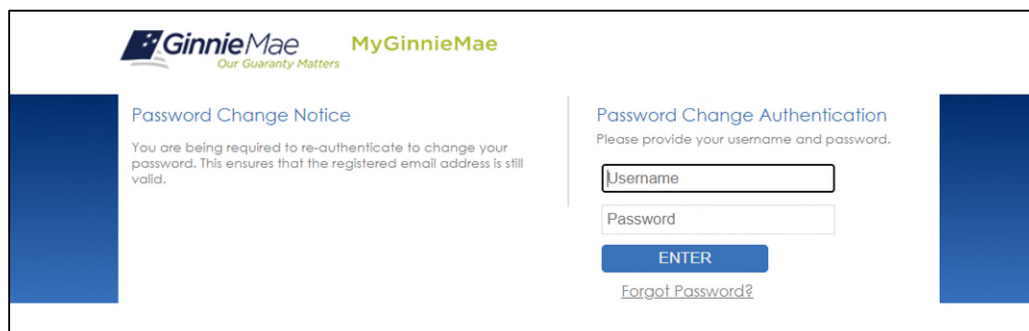 GinnieMae
Our Guaranty Matters
MyGinnieMae
Password Change Notice
You are being required to re-authenticate to change your
password. This ensures that the registered email address is still
valid.
Password Change Authentication
Please provide your username and password.
Username
Password
ENTER
Forgot Password?